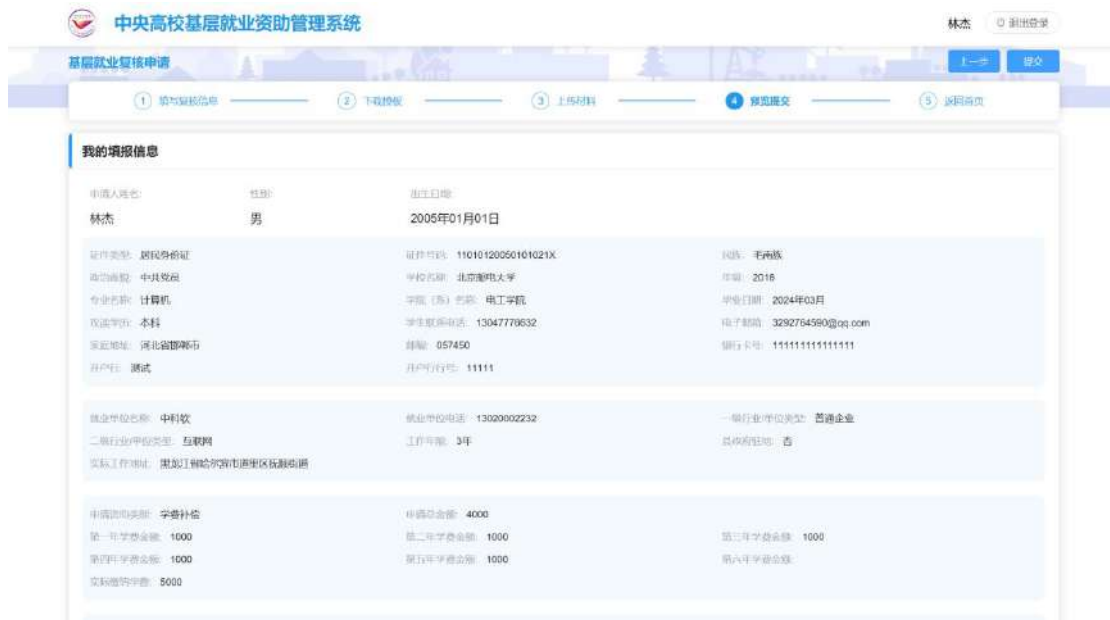 中央高校基层就业资助管理系统
林杰 退出登录
基层就业复核申请 上一步 提交
1 填写复核信息 2 下载模板 3 上传材料 4 预览提交 5 返回首页
我的填报信息
申请人姓名: 性别: 出生日期:
林杰 男 2005年01月01日
证件类型: 居民身份证 证件号码: 11010120050101021X 民族: 毛南族
政治面貌: 中共党员 学校名称: 北京邮电大学 年级: 2016
专业名称: 计算机 学院（系）名称: 电工学院 毕业日期: 2024年03月
攻读学历: 本科 学生联系电话: 13047776632 电子邮箱: 3292764590@qq.com
家庭地址: 河北省邯郸市 邮编: 057450 银行卡号: 111111111111111
开户行: 测试 开户行行号: 11111
就业单位名称: 中科软 就业单位电话: 13020002232 一级行业/单位类型: 普通企业
二级行业/单位类型: 互联网 工作年限: 3年 县政府驻地: 否
实际工作地址: 黑龙江省哈尔滨市道里区抚顺街道
申请资助类别: 学费补偿 申请总金额: 4000
第一年学费金额: 1000 第二年学费金额: 1000 第三年学费金额: 1000
第四年学费金额: 1000 第五年学费金额: 1000 第六年学费金额:
实际缴纳学费: 5000